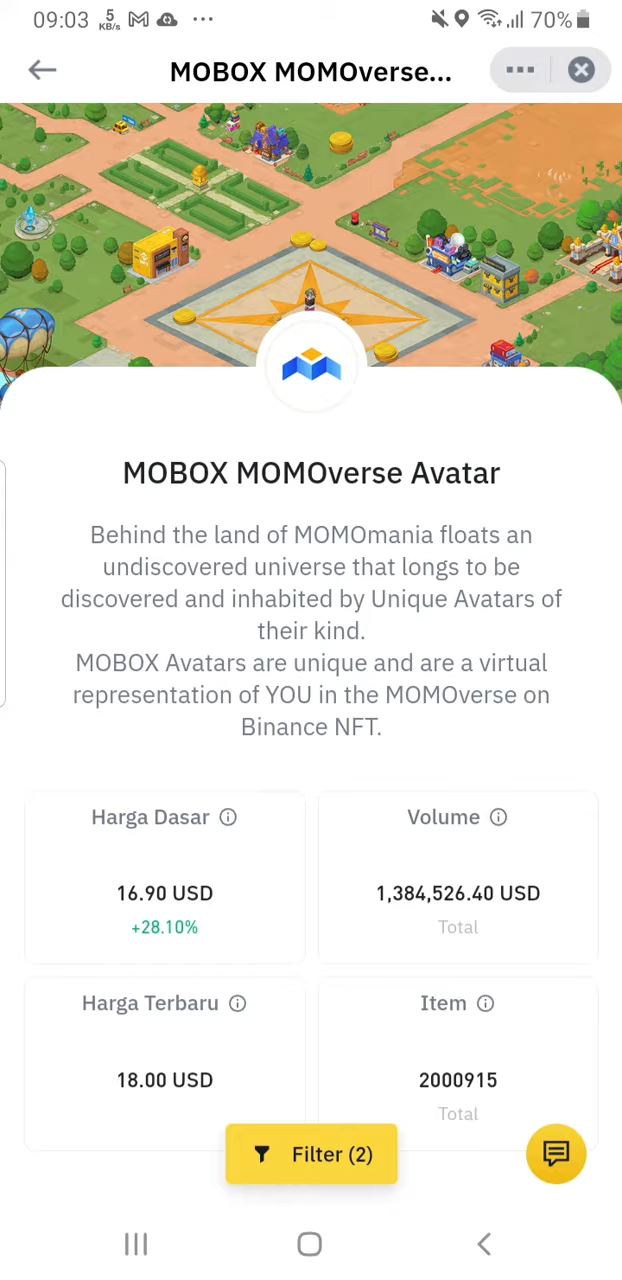 09:03 5 KB/s 70%
MOBOX MOMOverse...
MOBOX MOMOverse Avatar
Behind the land of MOMOmania floats an
undiscovered universe that longs to be
discovered and inhabited by Unique Avatars of
their kind.
MOBOX Avatars are unique and are a virtual
representation of YOU in the MOMOverse on
Binance NFT.
Harga Dasar
16.90 USD
+28.10%
Volume
1,384,526.40 USD
Total
Harga Terbaru
18.00 USD
Item
2000915
Total
Filter (2)